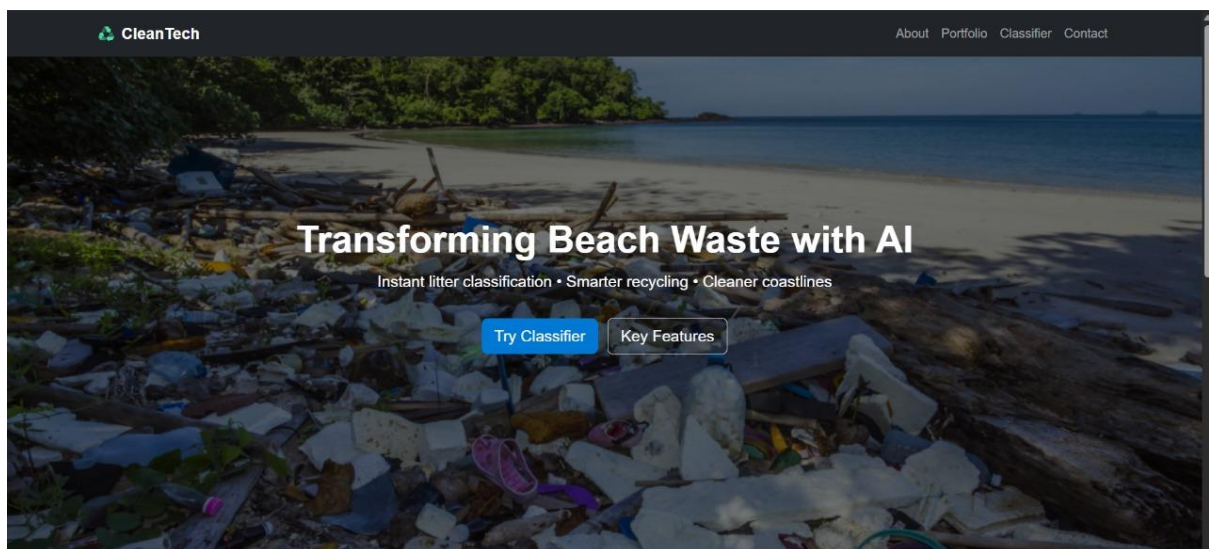 CleanTech
About Portfolio Classifier Contact
Transforming Beach Waste with AI
Instant litter classification • Smarter recycling • Cleaner coastlines
Try Classifier
Key Features